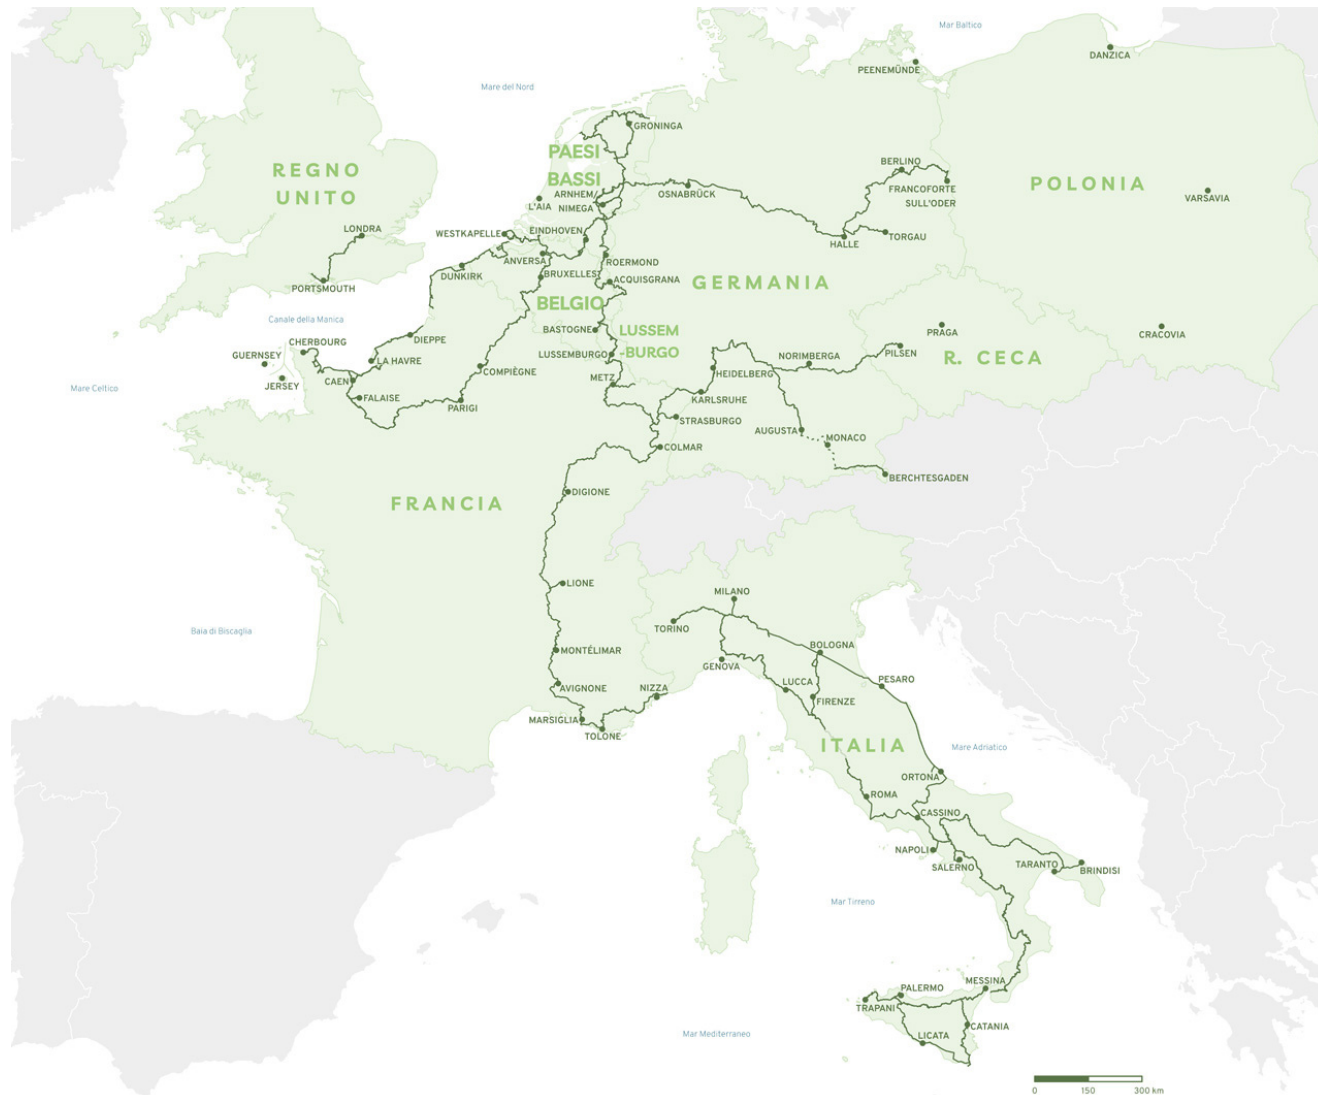 Mar Baltico
DANZICA
PEENEMÜNDE
Mare del Nord
GRONINGA
PAESI
BASSI
REGNO
UNITO
BERLINO
POLONIA
ARNHEM/
NIMEGA
L'AIA
OSNABRÜCK
FRANCOFORTE
SULL'ODER
VARSAVIA
LONDRA
WESTKAPELLE
EINDHOVEN
HALLE
TORGAU
ANVERSA
ROERMOND
DUNKIRK
BRUXELLES
ACQUISGRANA
GERMANIA
PORTSMOUTH
BELGIO
Canale della Manica
BASTOGNE
LUSSEM
-BURGO
PRAGA
CRACOVIA
CHERBOURG
DIEPPE
GUERNSEY
LA HAVRE
LUSSEMBURGO
NORIMBERGA
PILSEN
R. CECA
JERSEY
CAEN
COMPIÈGNE
METZ
HEIDELBERG
Mare Celtico
FALAISE
PARIGI
KARLSRUHE
STRASBURGO
AUGUSTA
MONACO
COLMAR
BERCHTESGADEN
DIGIONE
FRANCIA
LIONE
MILANO
TORINO
Baia di Biscaglia
MONTÉLIMAR
BOLOGNA
GENOVA
AVIGNONE
NIZZA
LUCCA
PESARO
FIRENZE
MARSIGLIA
TOLONE
ITALIA
Mare Adriatico
ORTONA
ROMA
CASSINO
NAPOLI
SALERNO
TARANTO
BRINDISI
Mar Tirreno
MESSINA
PALERMO
TRAPANI
CATANIA
LICATA
Mar Mediterraneo
0 150 300 km